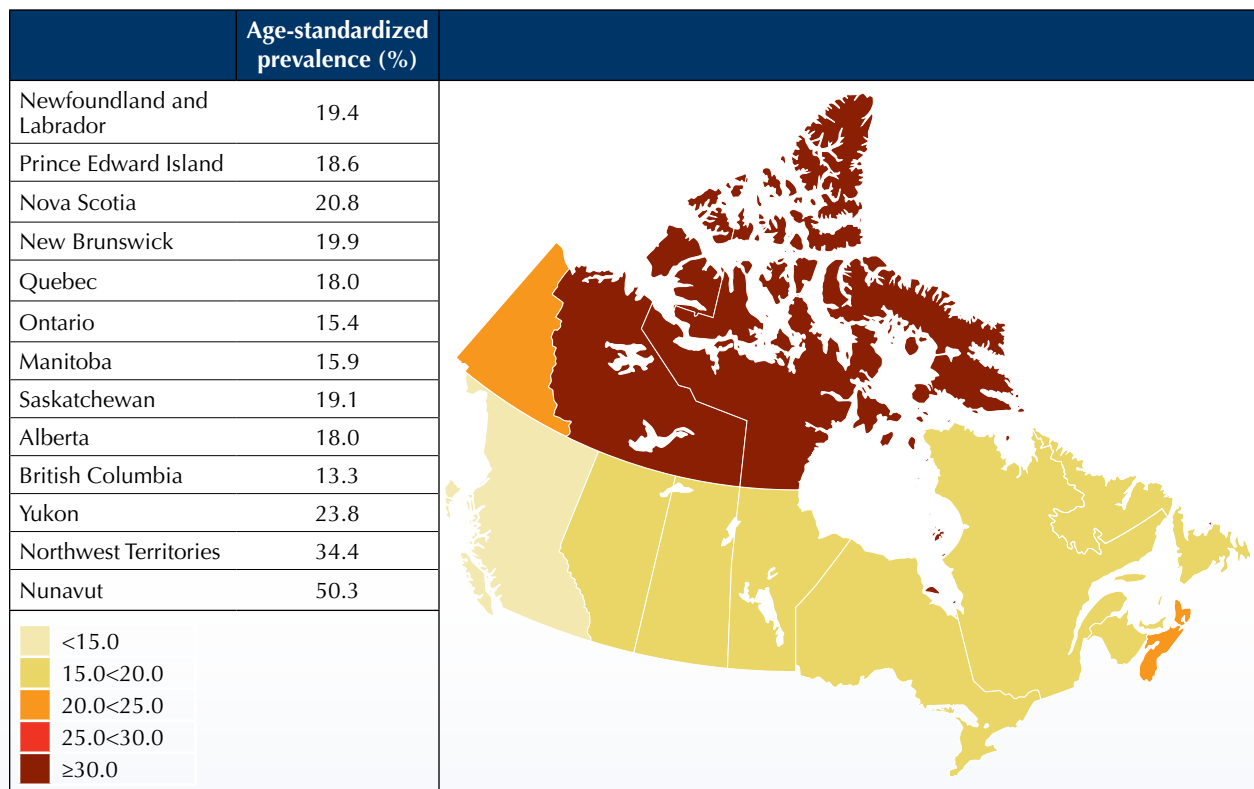 Age-standardized
prevalence (%)
Newfoundland and
Labrador 19.4
Prince Edward Island 18.6
Nova Scotia 20.8
New Brunswick 19.9
Quebec 18.0
Ontario 15.4
Manitoba 15.9
Saskatchewan 19.1
Alberta 18.0
British Columbia 13.3
Yukon 23.8
Northwest Territories 34.4
Nunavut 50.3
<15.0
15.0<20.0
20.0<25.0
25.0<30.0
≥30.0